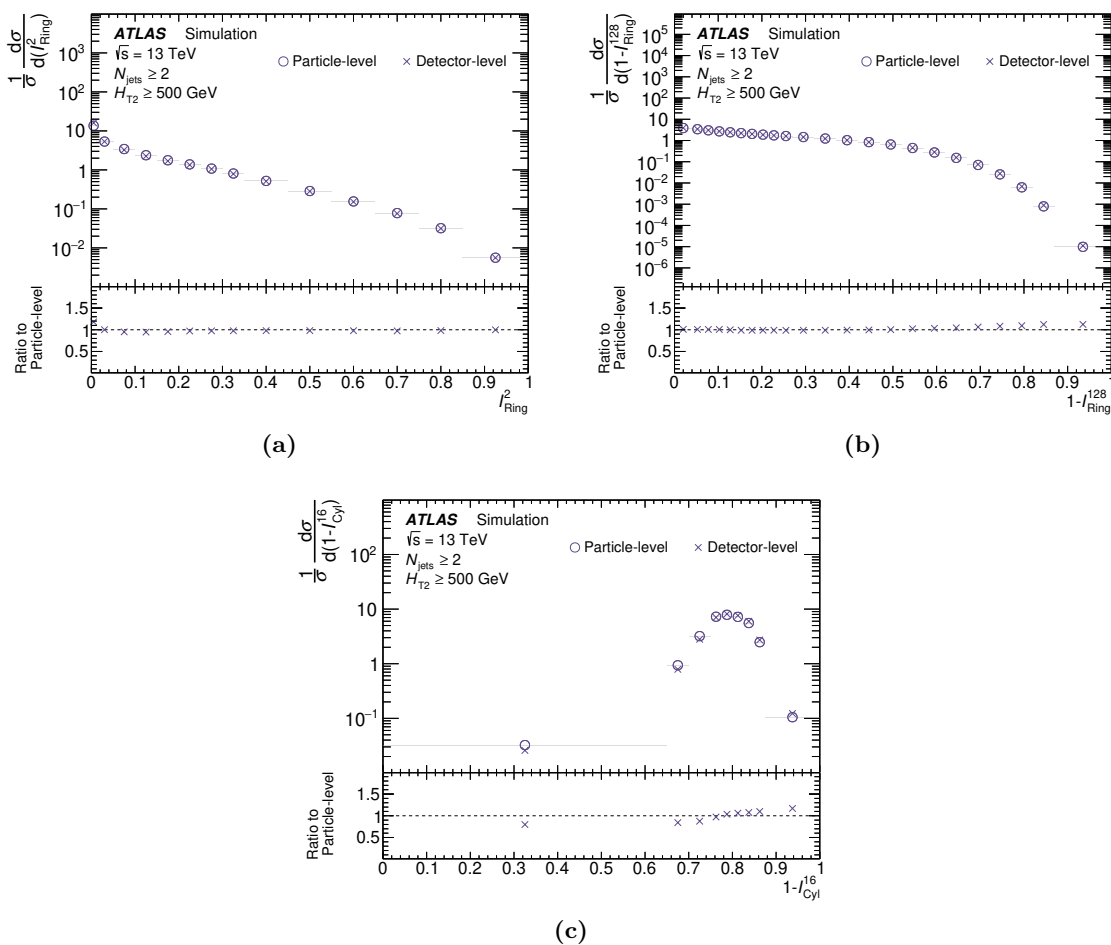 1/σ dσ/d(I²_Ring)
ATLAS Simulation
√s = 13 TeV
N_jets ≥ 2
H_T2 ≥ 500 GeV
Particle-level
Detector-level
10³
10²
10
1
10⁻¹
10⁻²
Ratio to
Particle-level
1.5
1
0.5
0 0.1 0.2 0.3 0.4 0.5 0.6 0.7 0.8 0.9 1
I²_Ring
(a)
1/σ dσ/d(1-I¹²⁸_Ring)
ATLAS Simulation
√s = 13 TeV
N_jets ≥ 2
H_T2 ≥ 500 GeV
Particle-level
Detector-level
10⁶
10⁵
10⁴
10³
10²
10
1
10⁻¹
10⁻²
10⁻³
10⁻⁴
10⁻⁵
10⁻⁶
Ratio to
Particle-level
1.5
1
0.5
0 0.1 0.2 0.3 0.4 0.5 0.6 0.7 0.8 0.9 1
1-I¹²⁸_Ring
(b)
1/σ dσ/d(1-I¹⁶_Cyl)
ATLAS Simulation
√s = 13 TeV
N_jets ≥ 2
H_T2 ≥ 500 GeV
Particle-level
Detector-level
10²
10
1
10⁻¹
Ratio to
Particle-level
1.5
1
0.5
0 0.1 0.2 0.3 0.4 0.5 0.6 0.7 0.8 0.9 1
1-I¹⁶_Cyl
(c)